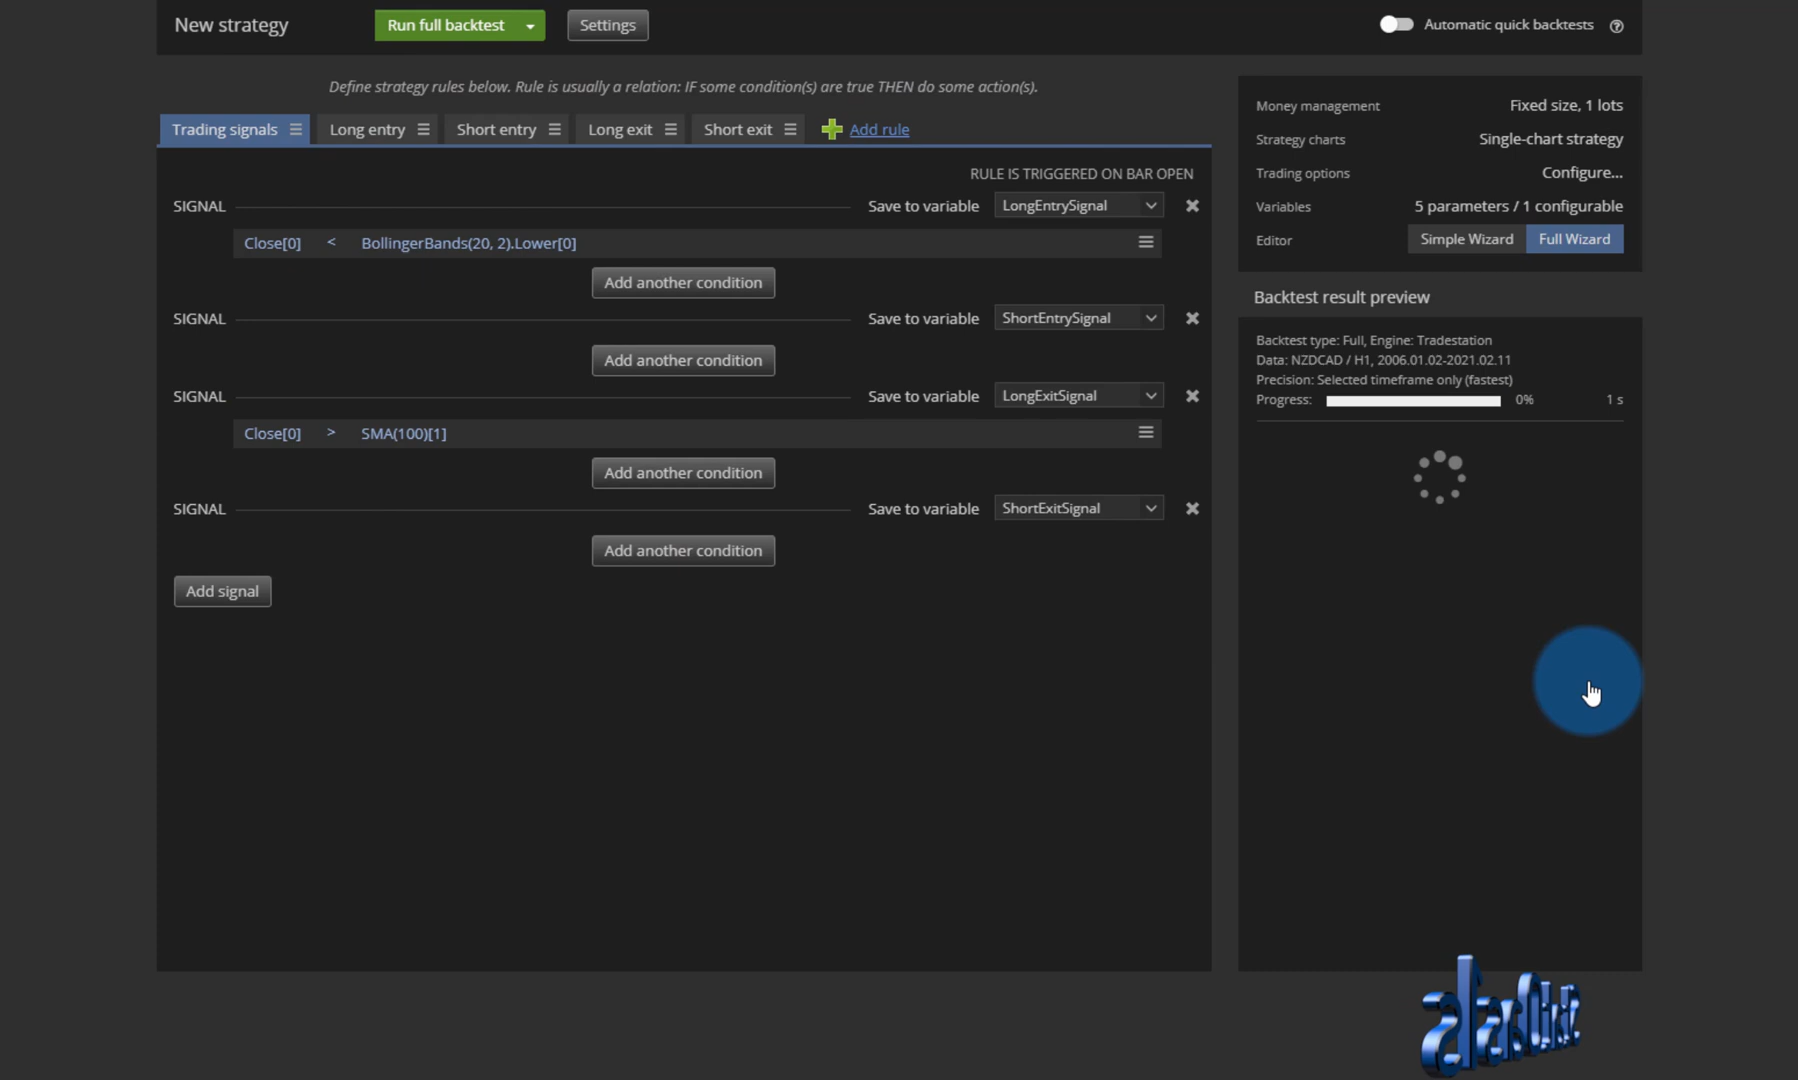 New strategy
Run full backtest
Settings
Automatic quick backtests
Define strategy rules below. Rule is usually a relation: IF some condition(s) are true THEN do some action(s).
Trading signals
Long entry
Short entry
Long exit
Short exit
Add rule
RULE IS TRIGGERED ON BAR OPEN
SIGNAL Save to variable LongEntrySignal
Close[0] < BollingerBands(20, 2).Lower[0]
Add another condition
SIGNAL Save to variable ShortEntrySignal
Add another condition
SIGNAL Save to variable LongExitSignal
Close[0] > SMA(100)[1]
Add another condition
SIGNAL Save to variable ShortExitSignal
Add another condition
Add signal
Money management Fixed size, 1 lots
Strategy charts Single-chart strategy
Trading options Configure...
Variables 5 parameters / 1 configurable
Editor Simple Wizard Full Wizard
Backtest result preview
Backtest type: Full, Engine: Tradestation
Data: NZDCAD / H1, 2006.01.02-2021.02.11
Precision: Selected timeframe only (fastest)
Progress: 0% 1 s